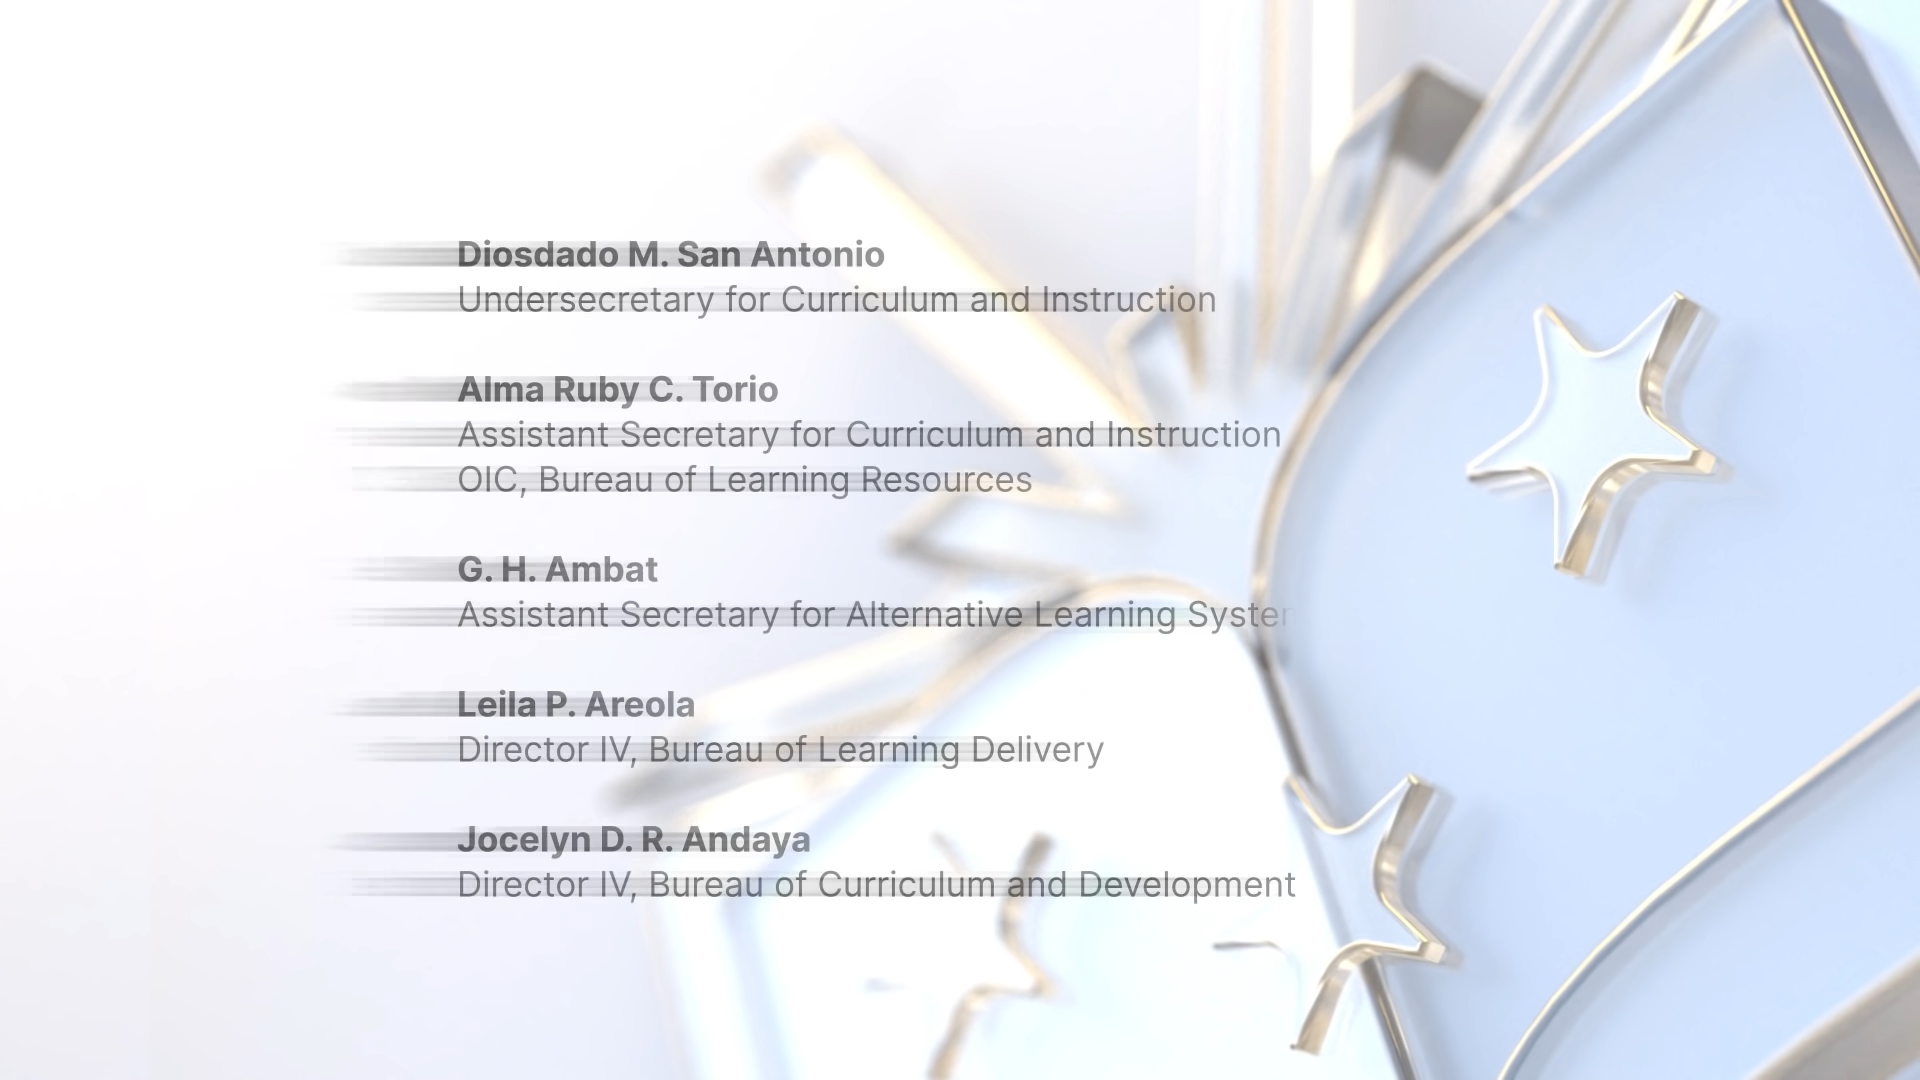 Diosdado M. San Antonio
Undersecretary for Curriculum and Instruction
Alma Ruby C. Torio
Assistant Secretary for Curriculum and Instruction
OIC, Bureau of Learning Resources
G. H. Ambat
Assistant Secretary for Alternative Learning Syster
Leila P. Areola
Director IV, Bureau of Learning Delivery
Jocelyn D. R. Andaya
Director IV, Bureau of Curriculum and Development